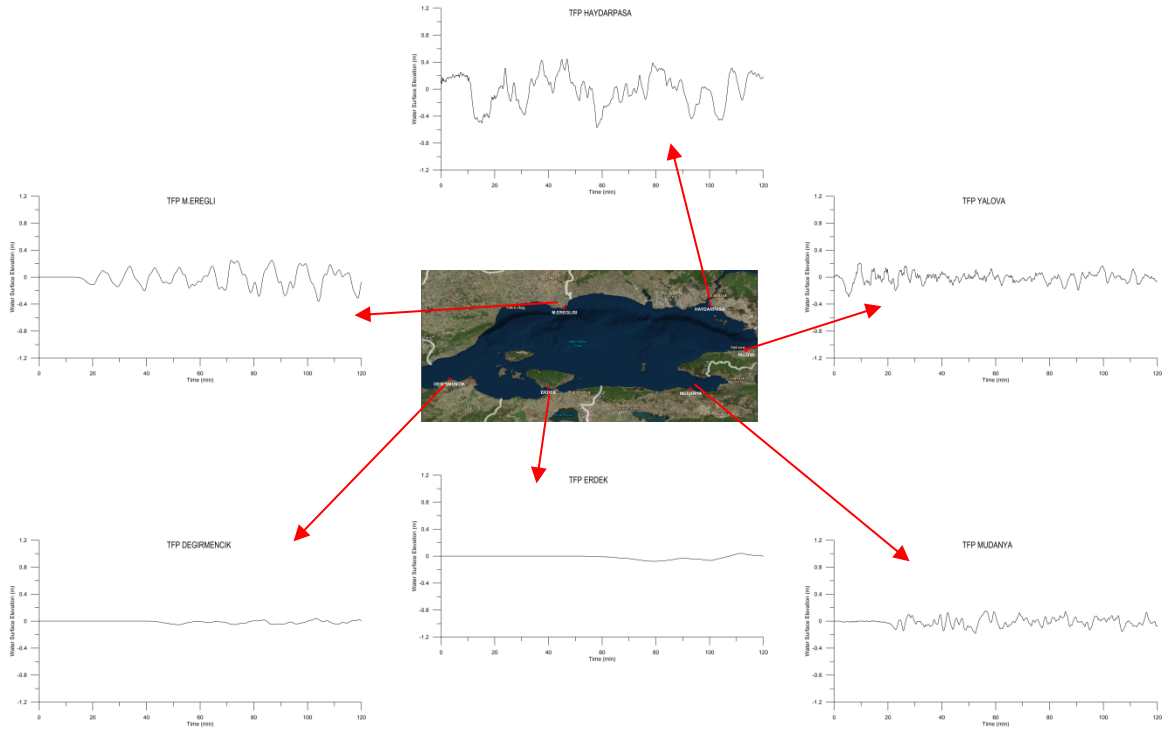 TFP HAYDARPASA
Water Surface Elevation (m)
1.2
0.8
0.4
0
-0.4
-0.8
-1.2
0 20 40 60 80 100 120
Time (min)
TFP M.EREGLI
Water Surface Elevation (m)
1.2
0.8
0.4
0
-0.4
-0.8
-1.2
0 20 40 60 80 100 120
Time (min)
TFP YALOVA
Water Surface Elevation (m)
1.2
0.8
0.4
0
-0.4
-0.8
-1.2
0 20 40 60 80 100 120
Time (min)
M.EREGLISI
HAYDARPASA
YALOVA
DEGIRMENCIK
ERDEK
MUDANYA
TFP ERDEK
Water Surface Elevation (m)
1.2
0.8
0.4
0
-0.4
-0.8
-1.2
0 20 40 60 80 100 120
Time (min)
TFP DEGIRMENCIK
Water Surface Elevation (m)
1.2
0.8
0.4
0
-0.4
-0.8
-1.2
0 20 40 60 80 100 120
Time (min)
TFP MUDANYA
Water Surface Elevation (m)
1.2
0.8
0.4
0
-0.4
-0.8
-1.2
0 20 40 60 80 100 120
Time (min)